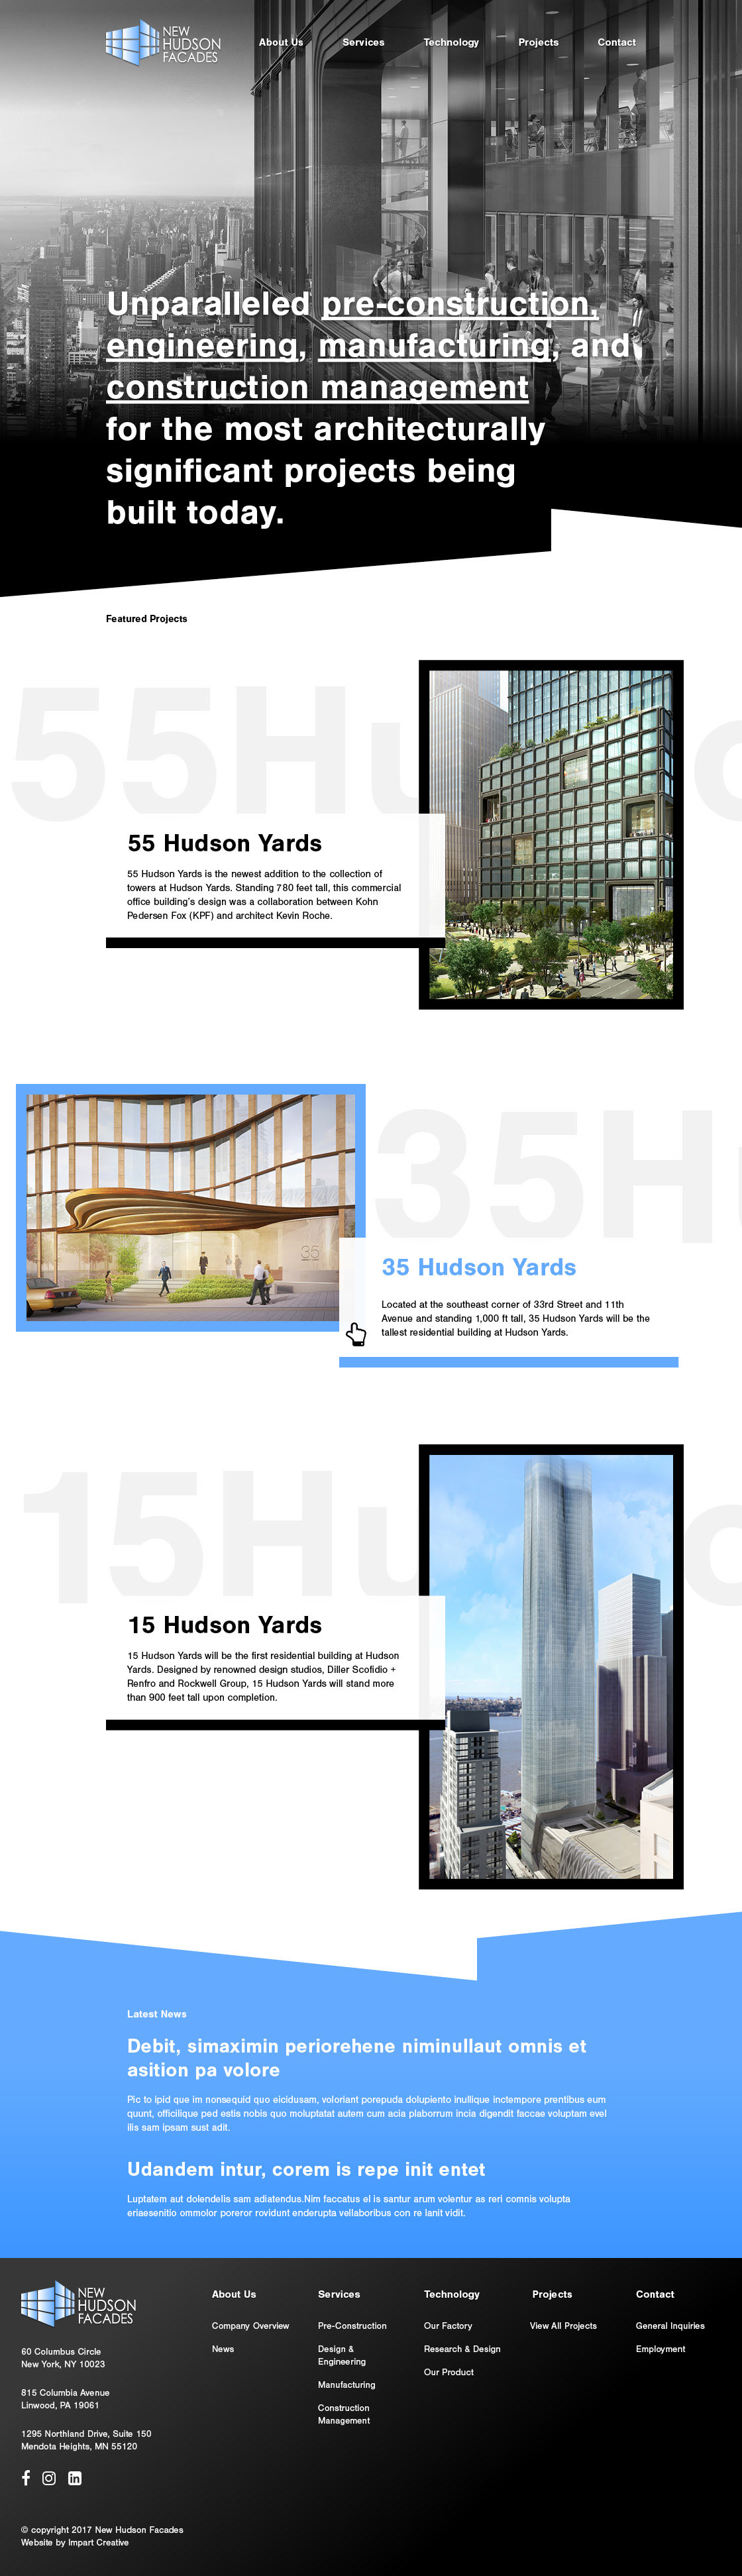 NEW
HUDSON
FACADES
About Us
Services
Technology
Projects
Contact
Unparalleled pre-construction,
engineering, manufacturing, and
construction management
for the most architecturally
significant projects being
built today.
Featured Projects
55Hu
55 Hudson Yards
55 Hudson Yards is the newest addition to the collection of
towers at Hudson Yards. Standing 780 feet tall, this commercial
office building's design was a collaboration between Kohn
Pedersen Fox (KPF) and architect Kevin Roche.
35
35Hu
35 Hudson Yards
Located at the southeast corner of 33rd Street and 11th
Avenue and standing 1,000 ft tall, 35 Hudson Yards will be the
tallest residential building at Hudson Yards.
15Hu
15 Hudson Yards
15 Hudson Yards will be the first residential building at Hudson
Yards. Designed by renowned design studios, Diller Scofidio +
Renfro and Rockwell Group, 15 Hudson Yards will stand more
than 900 feet tall upon completion.
Latest News
Debit, simaximin periorehene niminullaut omnis et
asition pa volore
Pic to ipid que im nonsequid quo eicidusam, voloriant porepuda dolupiento inullique inctempore prentibus eum
quunt, officilique ped estis nobis quo moluptatat autem cum acia plaborrum incia digendit faccae voluptam evel
ilis sam ipsam sust adit.
Udandem intur, corem is repe init entet
Luptatem aut dolendelis sam adiatendus.Nim faccatus el is santur arum volentur as reri comnis volupta
eriaesenitio ommolor poreror rovidunt enderupta vellaboribus con re lanit vidit.
NEW
HUDSON
FACADES
60 Columbus Circle
New York, NY 10023
815 Columbia Avenue
Linwood, PA 19061
1295 Northland Drive, Suite 150
Mendota Heights, MN 55120
About Us
Company Overview
News
Services
Pre-Construction
Design &
Engineering
Manufacturing
Construction
Management
Technology
Our Factory
Research & Design
Our Product
Projects
View All Projects
Contact
General Inquiries
Employment
© copyright 2017 New Hudson Facades
Website by Impart Creative